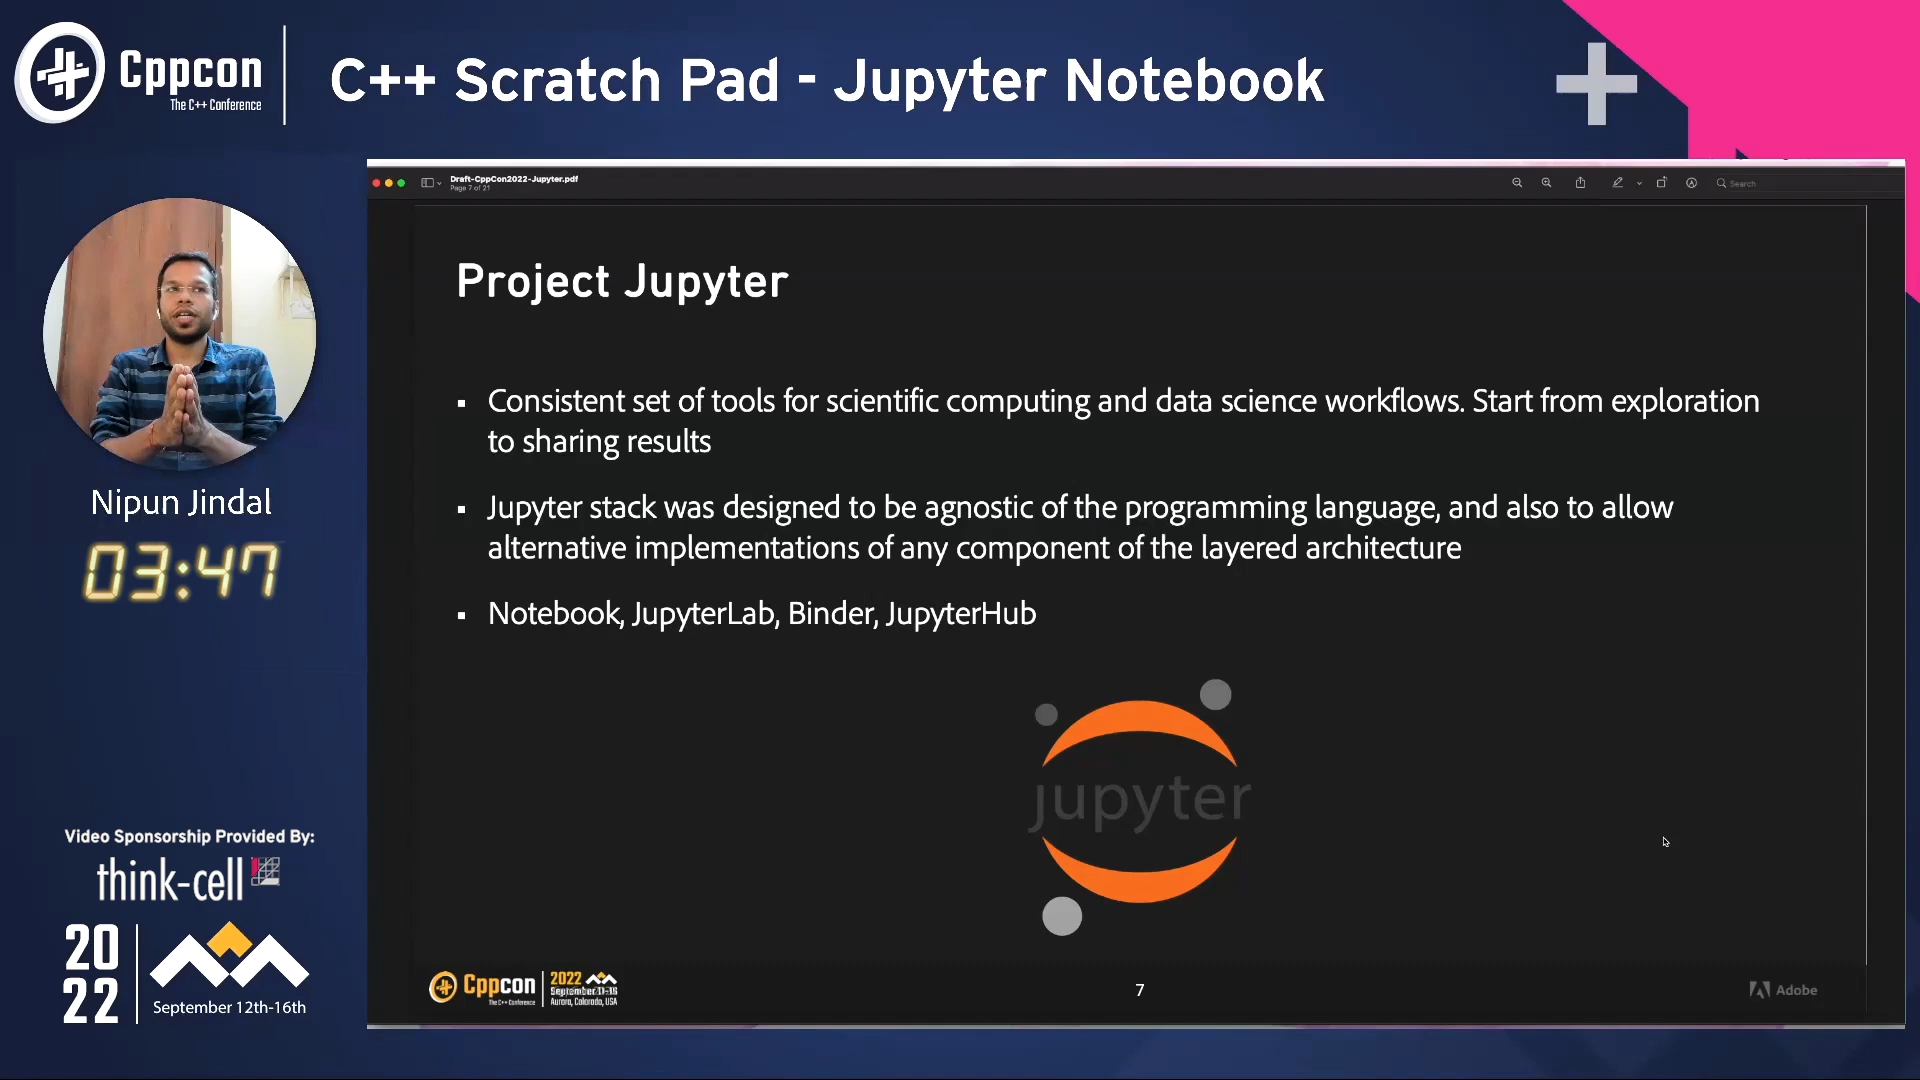 Cppcon
The C++ Conference
C++ Scratch Pad - Jupyter Notebook
Draft-CppCon2022-Jupyter.pdf
Page 7 of 21
Search
Project Jupyter
Consistent set of tools for scientific computing and data science workflows. Start from exploration
to sharing results
Jupyter stack was designed to be agnostic of the programming language, and also to allow
alternative implementations of any component of the layered architecture
Notebook, JupyterLab, Binder, JupyterHub
jupyter
Nipun Jindal
03:47
Video Sponsorship Provided By:
think-cell
20
22
September 12th-16th
Cppcon
The C++ Conference
2022
Aurora, Colorado, USA
7
Adobe